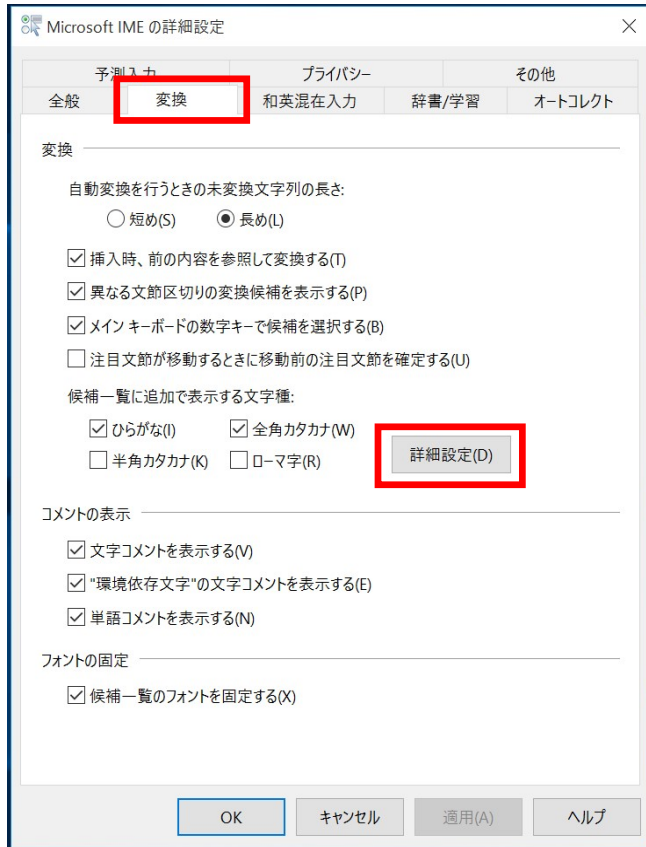 Microsoft IME の詳細設定
予測入力 プライバシー その他
全般 変換 和英混在入力 辞書/学習 オートコレクト
変換
自動変換を行うときの未変換文字列の長さ:
短め(S) 長め(L)
挿入時、前の内容を参照して変換する(T)
異なる文節区切りの変換候補を表示する(P)
メイン キーボードの数字キーで候補を選択する(B)
注目文節が移動するときに移動前の注目文節を確定する(U)
候補一覧に追加で表示する文字種:
ひらがな(I) 全角カタカナ(W)
半角カタカナ(K) ローマ字(R)
詳細設定(D)
コメントの表示
文字コメントを表示する(V)
"環境依存文字"の文字コメントを表示する(E)
単語コメントを表示する(N)
フォントの固定
候補一覧のフォントを固定する(X)
OK キャンセル 適用(A) ヘルプ